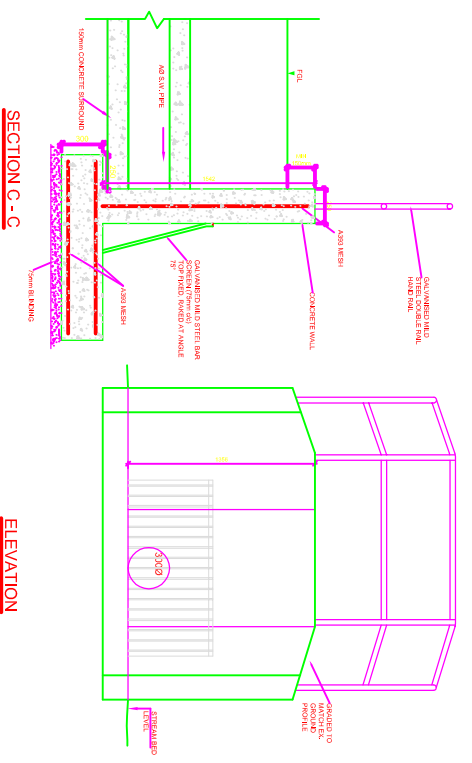 FGL
A0 S.W. PIPE
150mm CONCRETE SURROUND
GALVANISED MILD
STEEL DOUBLE RAIL
HAND RAIL
A393 MESH
CONCRETE WALL
GALVANISED MILD STEEL BAR
SCREEN (75mm c/c)
TOP FIXED, RAKED AT ANGLE
75°
A393 MESH
75mm BLINDING
SECTION C - C
300Ø
GRADED TO
MATCH EX.
GROUND
PROFILE
STREAM BED
LEVEL
ELEVATION